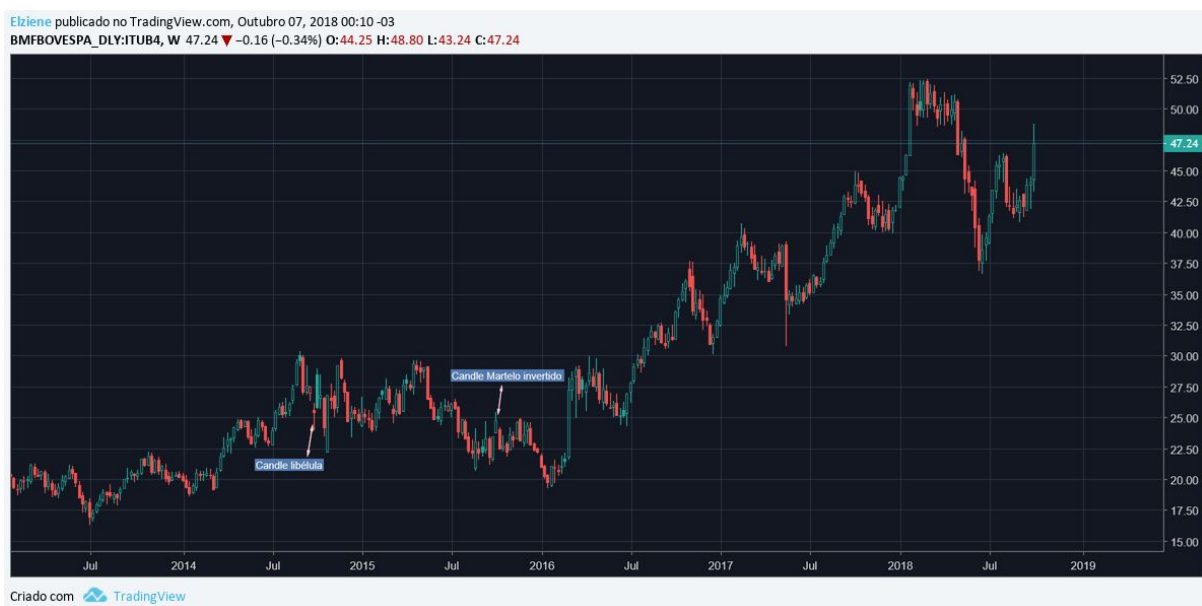 Elziene publicado no TradingView.com, Outubro 07, 2018 00:10 -03
BMFBOVESPA_DLY:ITUB4, W 47.24 ▼ −0.16 (−0.34%) O:44.25 H:48.80 L:43.24 C:47.24
52.50
50.00
47.24
45.00
42.50
40.00
37.50
35.00
32.50
30.00
Candle Martelo invertido
27.50
25.00
22.50
Candle libélula
20.00
17.50
15.00
Jul 2014 Jul 2015 Jul 2016 Jul 2017 Jul 2018 Jul 2019
Criado com TradingView